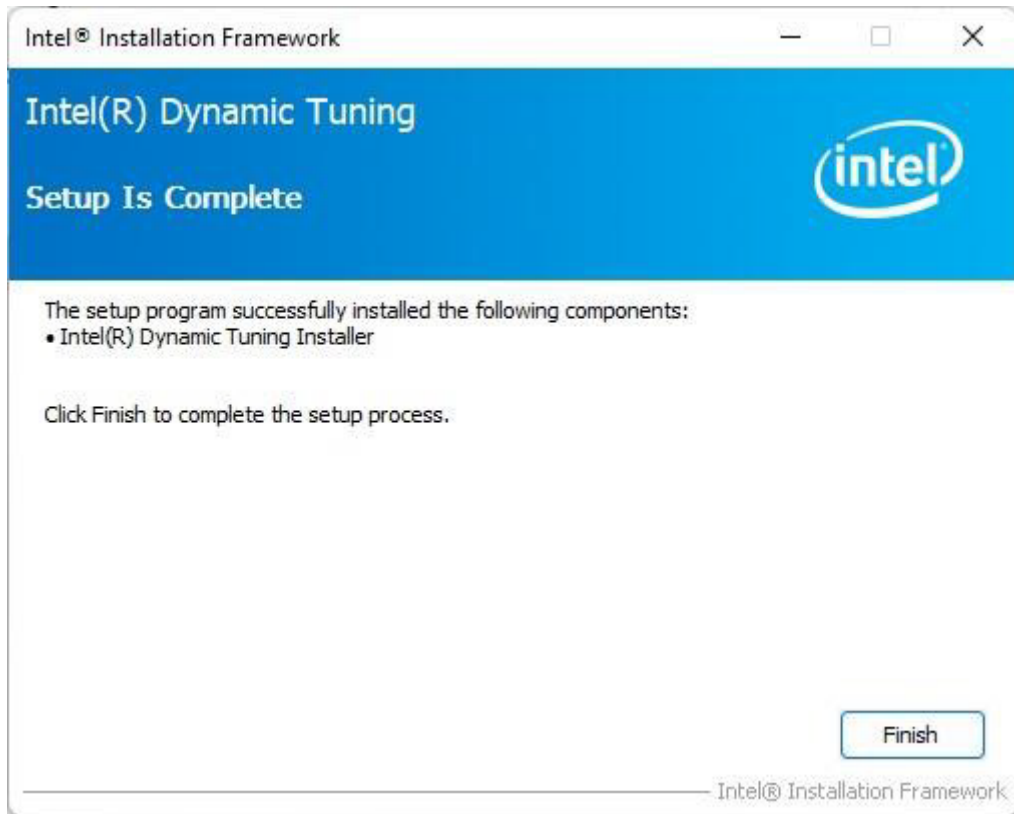 Intel® Installation Framework
Intel(R) Dynamic Tuning
intel
Setup Is Complete
The setup program successfully installed the following components:
• Intel(R) Dynamic Tuning Installer
Click Finish to complete the setup process.
Finish
Intel® Installation Framework